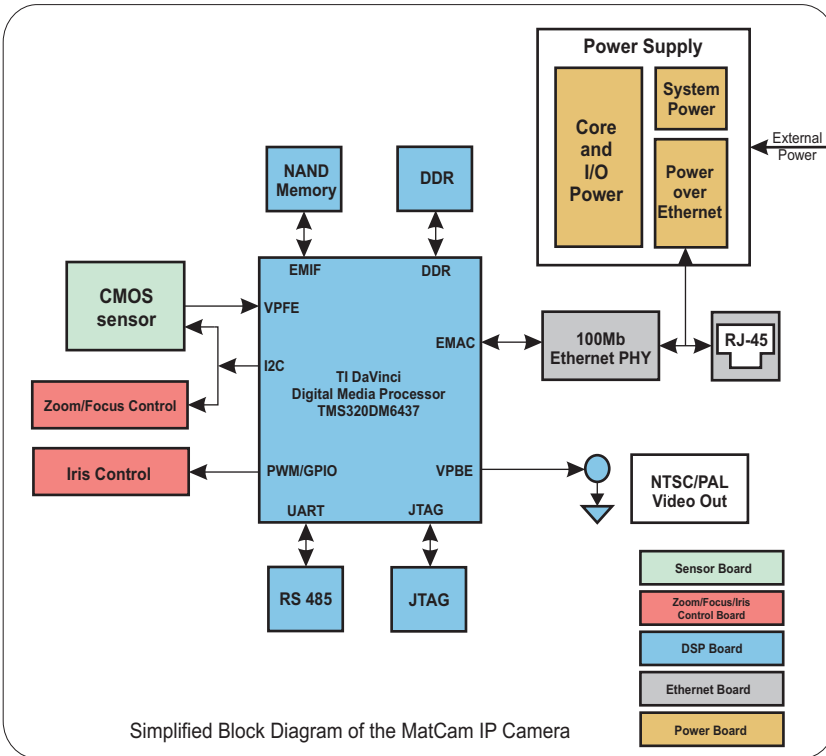 Power Supply
System
Power
Core
and
I/O
Power
Power
over
Ethernet
External
Power
NAND
Memory
DDR
EMIF
DDR
CMOS
sensor
VPFE
EMAC
100Mb
Ethernet PHY
RJ-45
I2C
TI DaVinci
Digital Media Processor
TMS320DM6437
Zoom/Focus Control
Iris Control
PWM/GPIO
VPBE
NTSC/PAL
Video Out
UART
JTAG
RS 485
JTAG
Sensor Board
Zoom/Focus/Iris
Control Board
DSP Board
Ethernet Board
Power Board
Simplified Block Diagram of the MatCam IP Camera